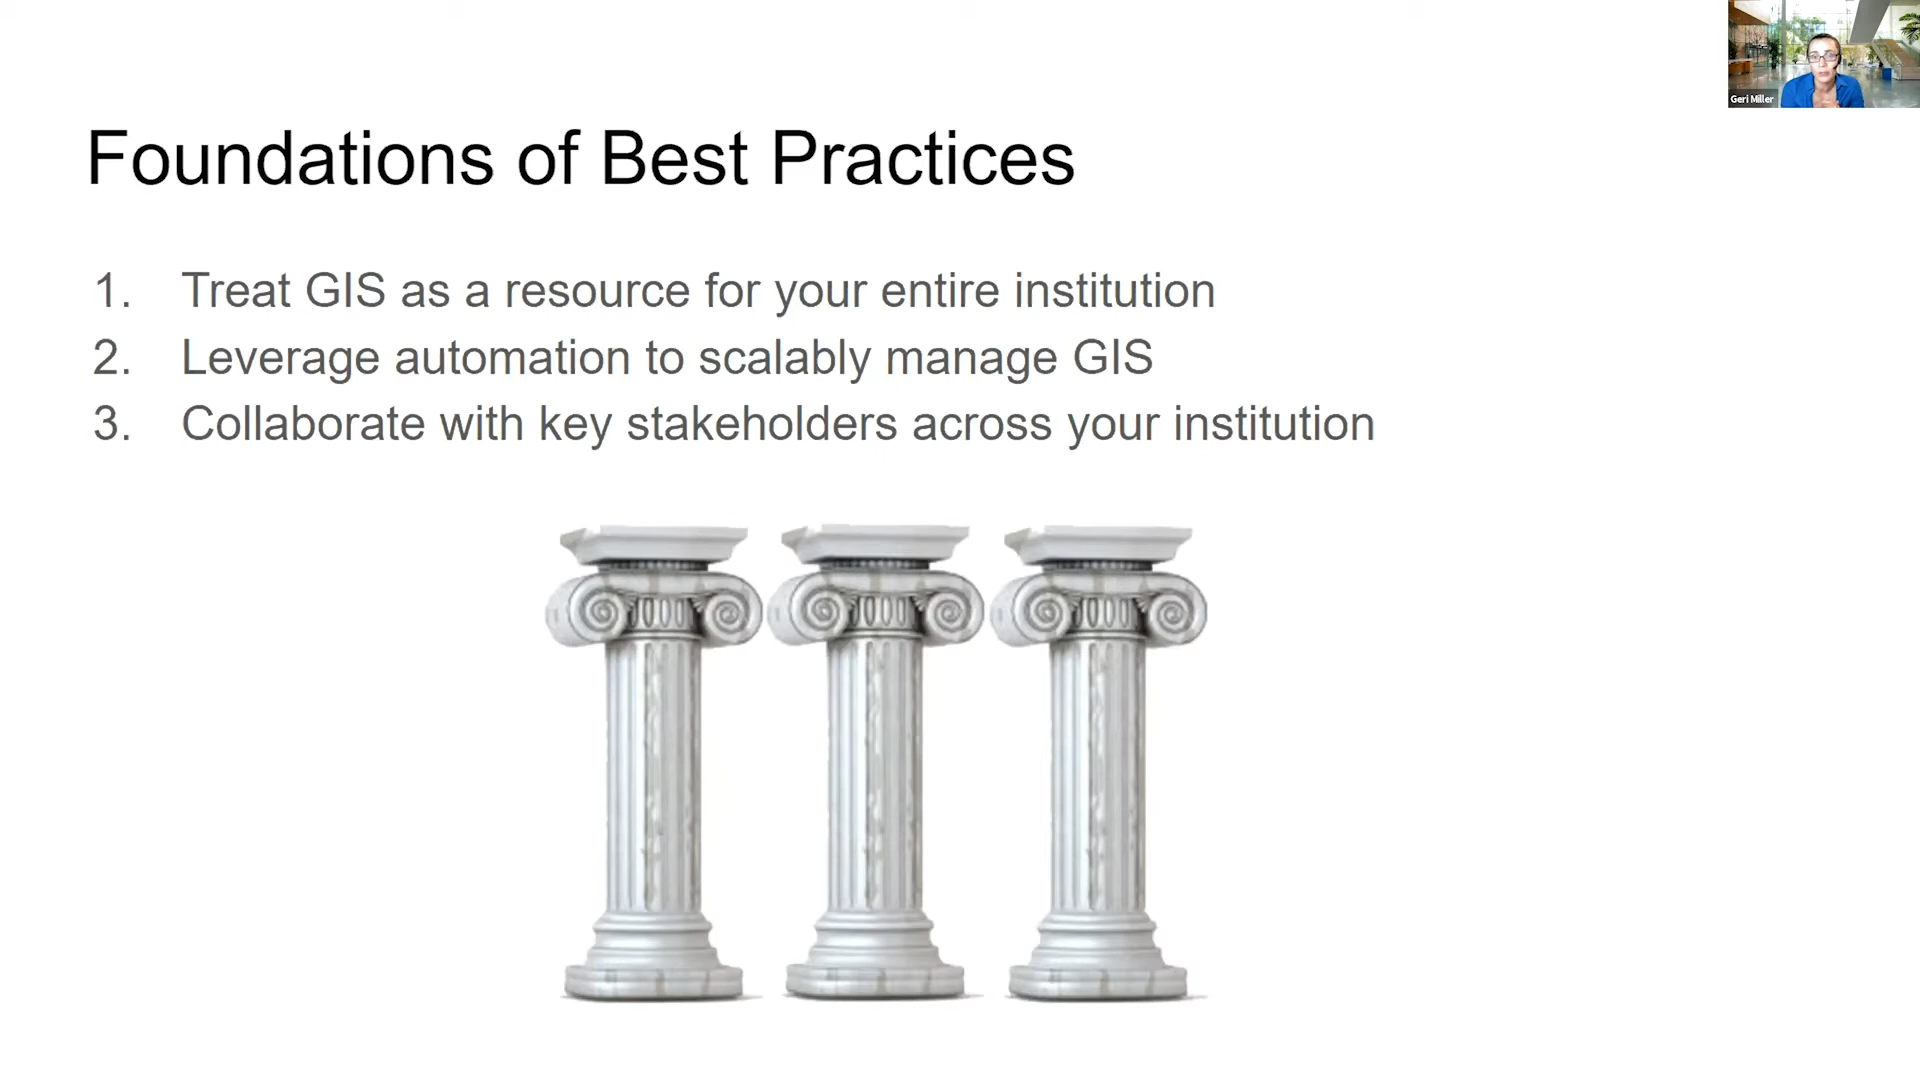 Geri Miller
Foundations of Best Practices
1. Treat GIS as a resource for your entire institution
2. Leverage automation to scalably manage GIS
3. Collaborate with key stakeholders across your institution